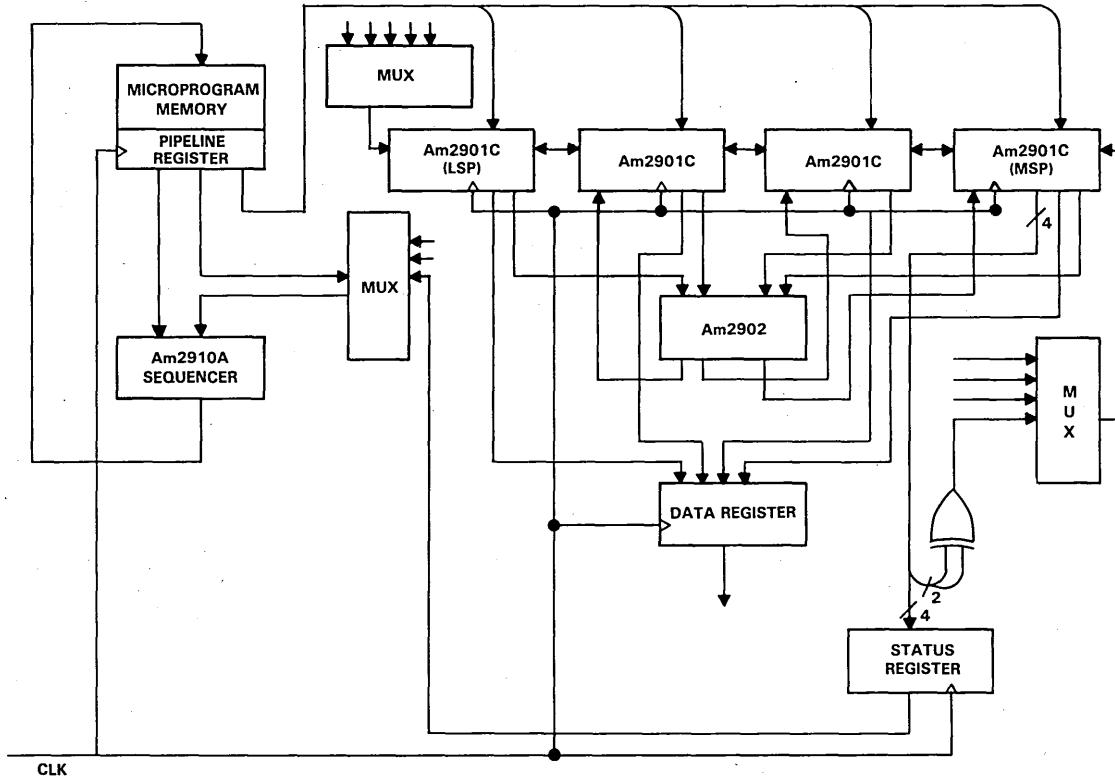 MUX
MICROPROGRAM
MEMORY
PIPELINE
REGISTER
Am2901C
(LSP)
Am2901C
Am2901C
Am2901C
(MSP)
4
MUX
Am2902
Am2910A
SEQUENCER
M
U
X
DATA REGISTER
2
4
STATUS
REGISTER
CLK